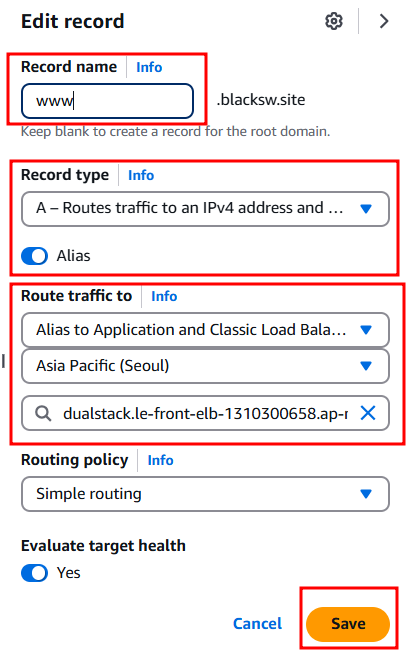 Edit record
Record name Info
www .blacksw.site
Keep blank to create a record for the root domain.
Record type Info
A – Routes traffic to an IPv4 address and ...
Alias
Route traffic to Info
Alias to Application and Classic Load Bala...
Asia Pacific (Seoul)
dualstack.le-front-elb-1310300658.ap-r
Routing policy Info
Simple routing
Evaluate target health
Yes
Cancel Save